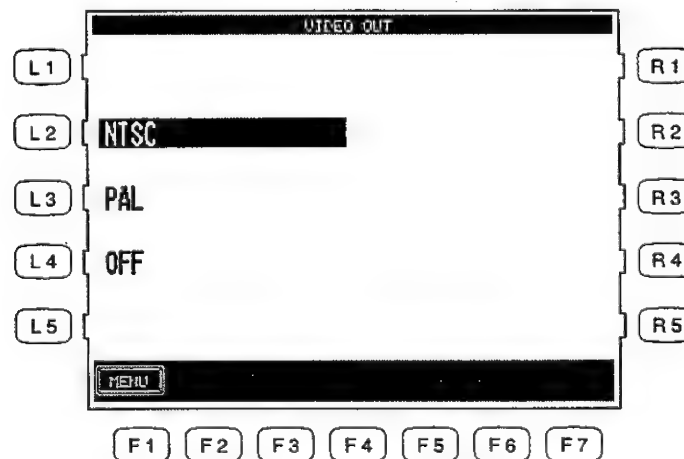 VIDEO OUT
L1 R1
L2 NTSC R2
L3 PAL R3
L4 OFF R4
L5 R5
MENU
F1 F2 F3 F4 F5 F6 F7